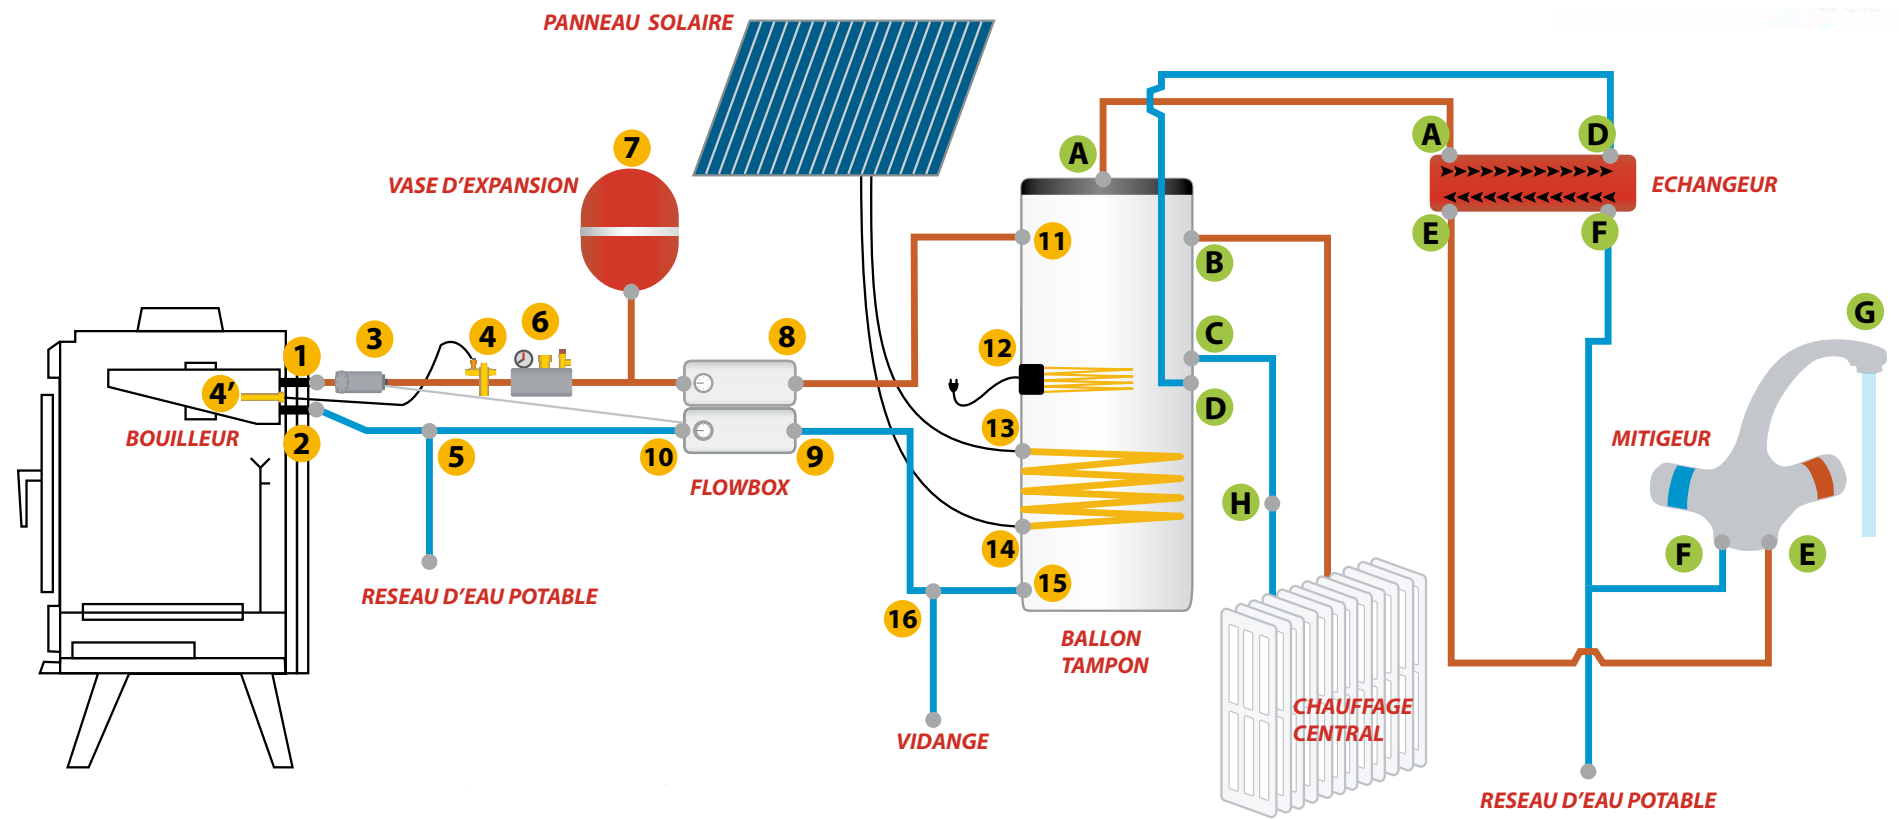 PANNEAU SOLAIRE
7
VASE D'EXPANSION
A
A
D
ECHANGEUR
E
F
11
B
1
3
4
6
8
12
C
G
4'
D
BOUILLEUR
2
5
10
9
13
MITIGEUR
FLOWBOX
H
14
F
E
RESEAU D'EAU POTABLE
15
16
BALLON
TAMPON
VIDANGE
CHAUFFAGE
CENTRAL
RESEAU D'EAU POTABLE